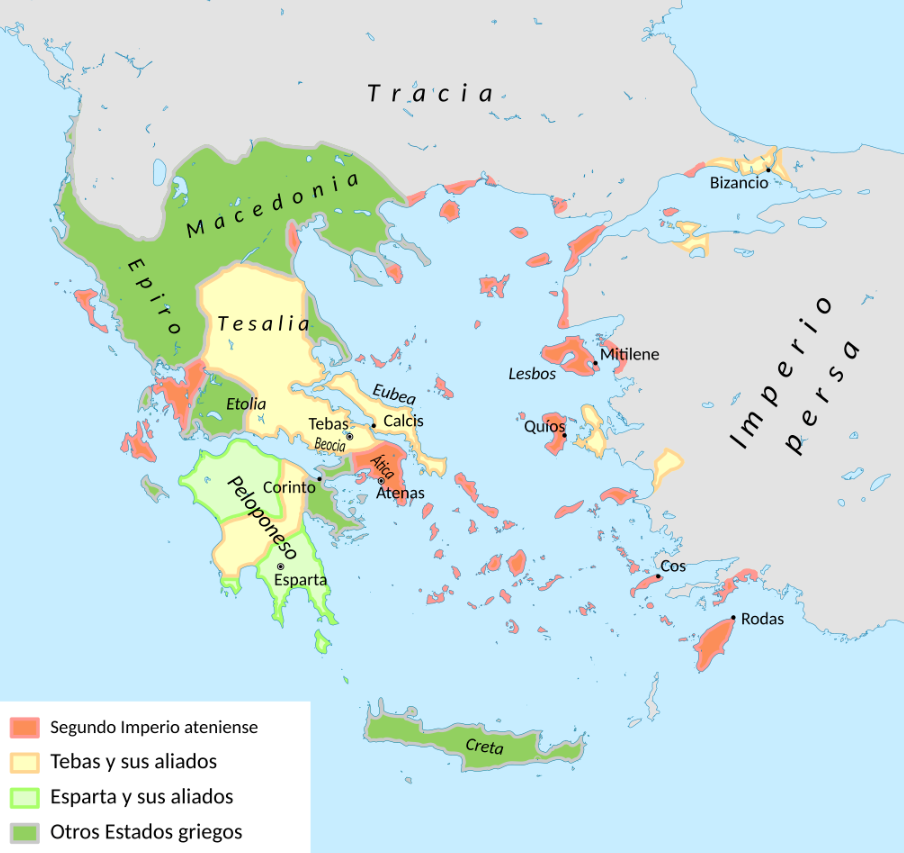 Tracia
Bizancio
Macedonia
Epiro
Tesalia
Imperio
persa
Mitilene
Lesbos
Eubea
Etolia
Tebas
Calcis
Quíos
Beocia
Ática
Corinto
Atenas
Peloponeso
Esparta
Cos
Rodas
Creta
Segundo Imperio ateniense
Tebas y sus aliados
Esparta y sus aliados
Otros Estados griegos